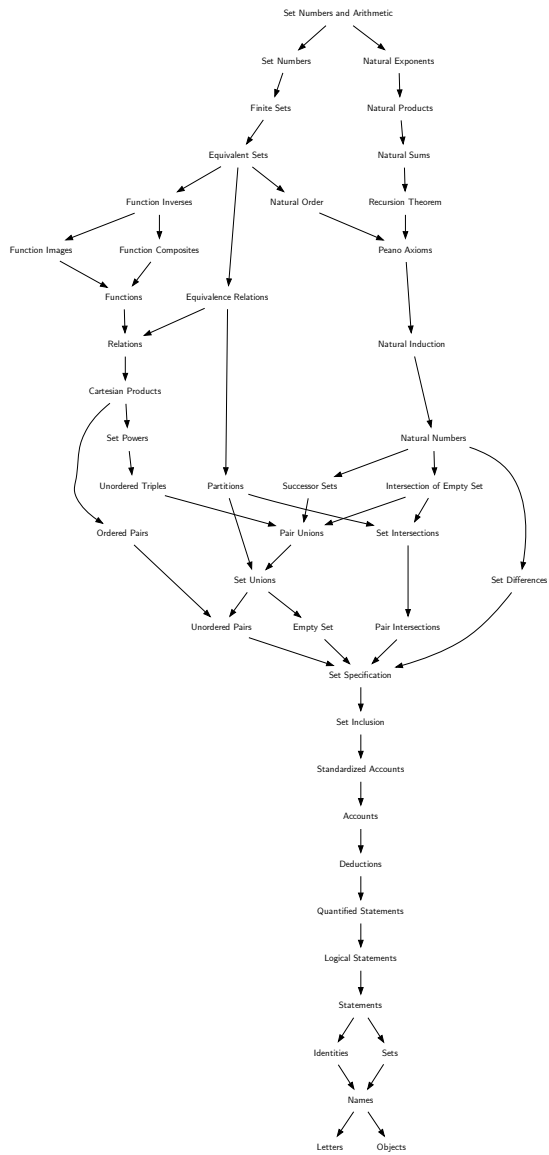 Set Numbers and Arithmetic
Set Numbers
Natural Exponents
Finite Sets
Natural Products
Equivalent Sets
Natural Sums
Function Inverses
Natural Order
Recursion Theorem
Function Images
Function Composites
Peano Axioms
Functions
Equivalence Relations
Relations
Natural Induction
Cartesian Products
Set Powers
Natural Numbers
Unordered Triples
Partitions
Successor Sets
Intersection of Empty Set
Ordered Pairs
Pair Unions
Set Intersections
Set Unions
Set Differences
Unordered Pairs
Empty Set
Pair Intersections
Set Specification
Set Inclusion
Standardized Accounts
Accounts
Deductions
Quantified Statements
Logical Statements
Statements
Identities
Sets
Names
Letters
Objects